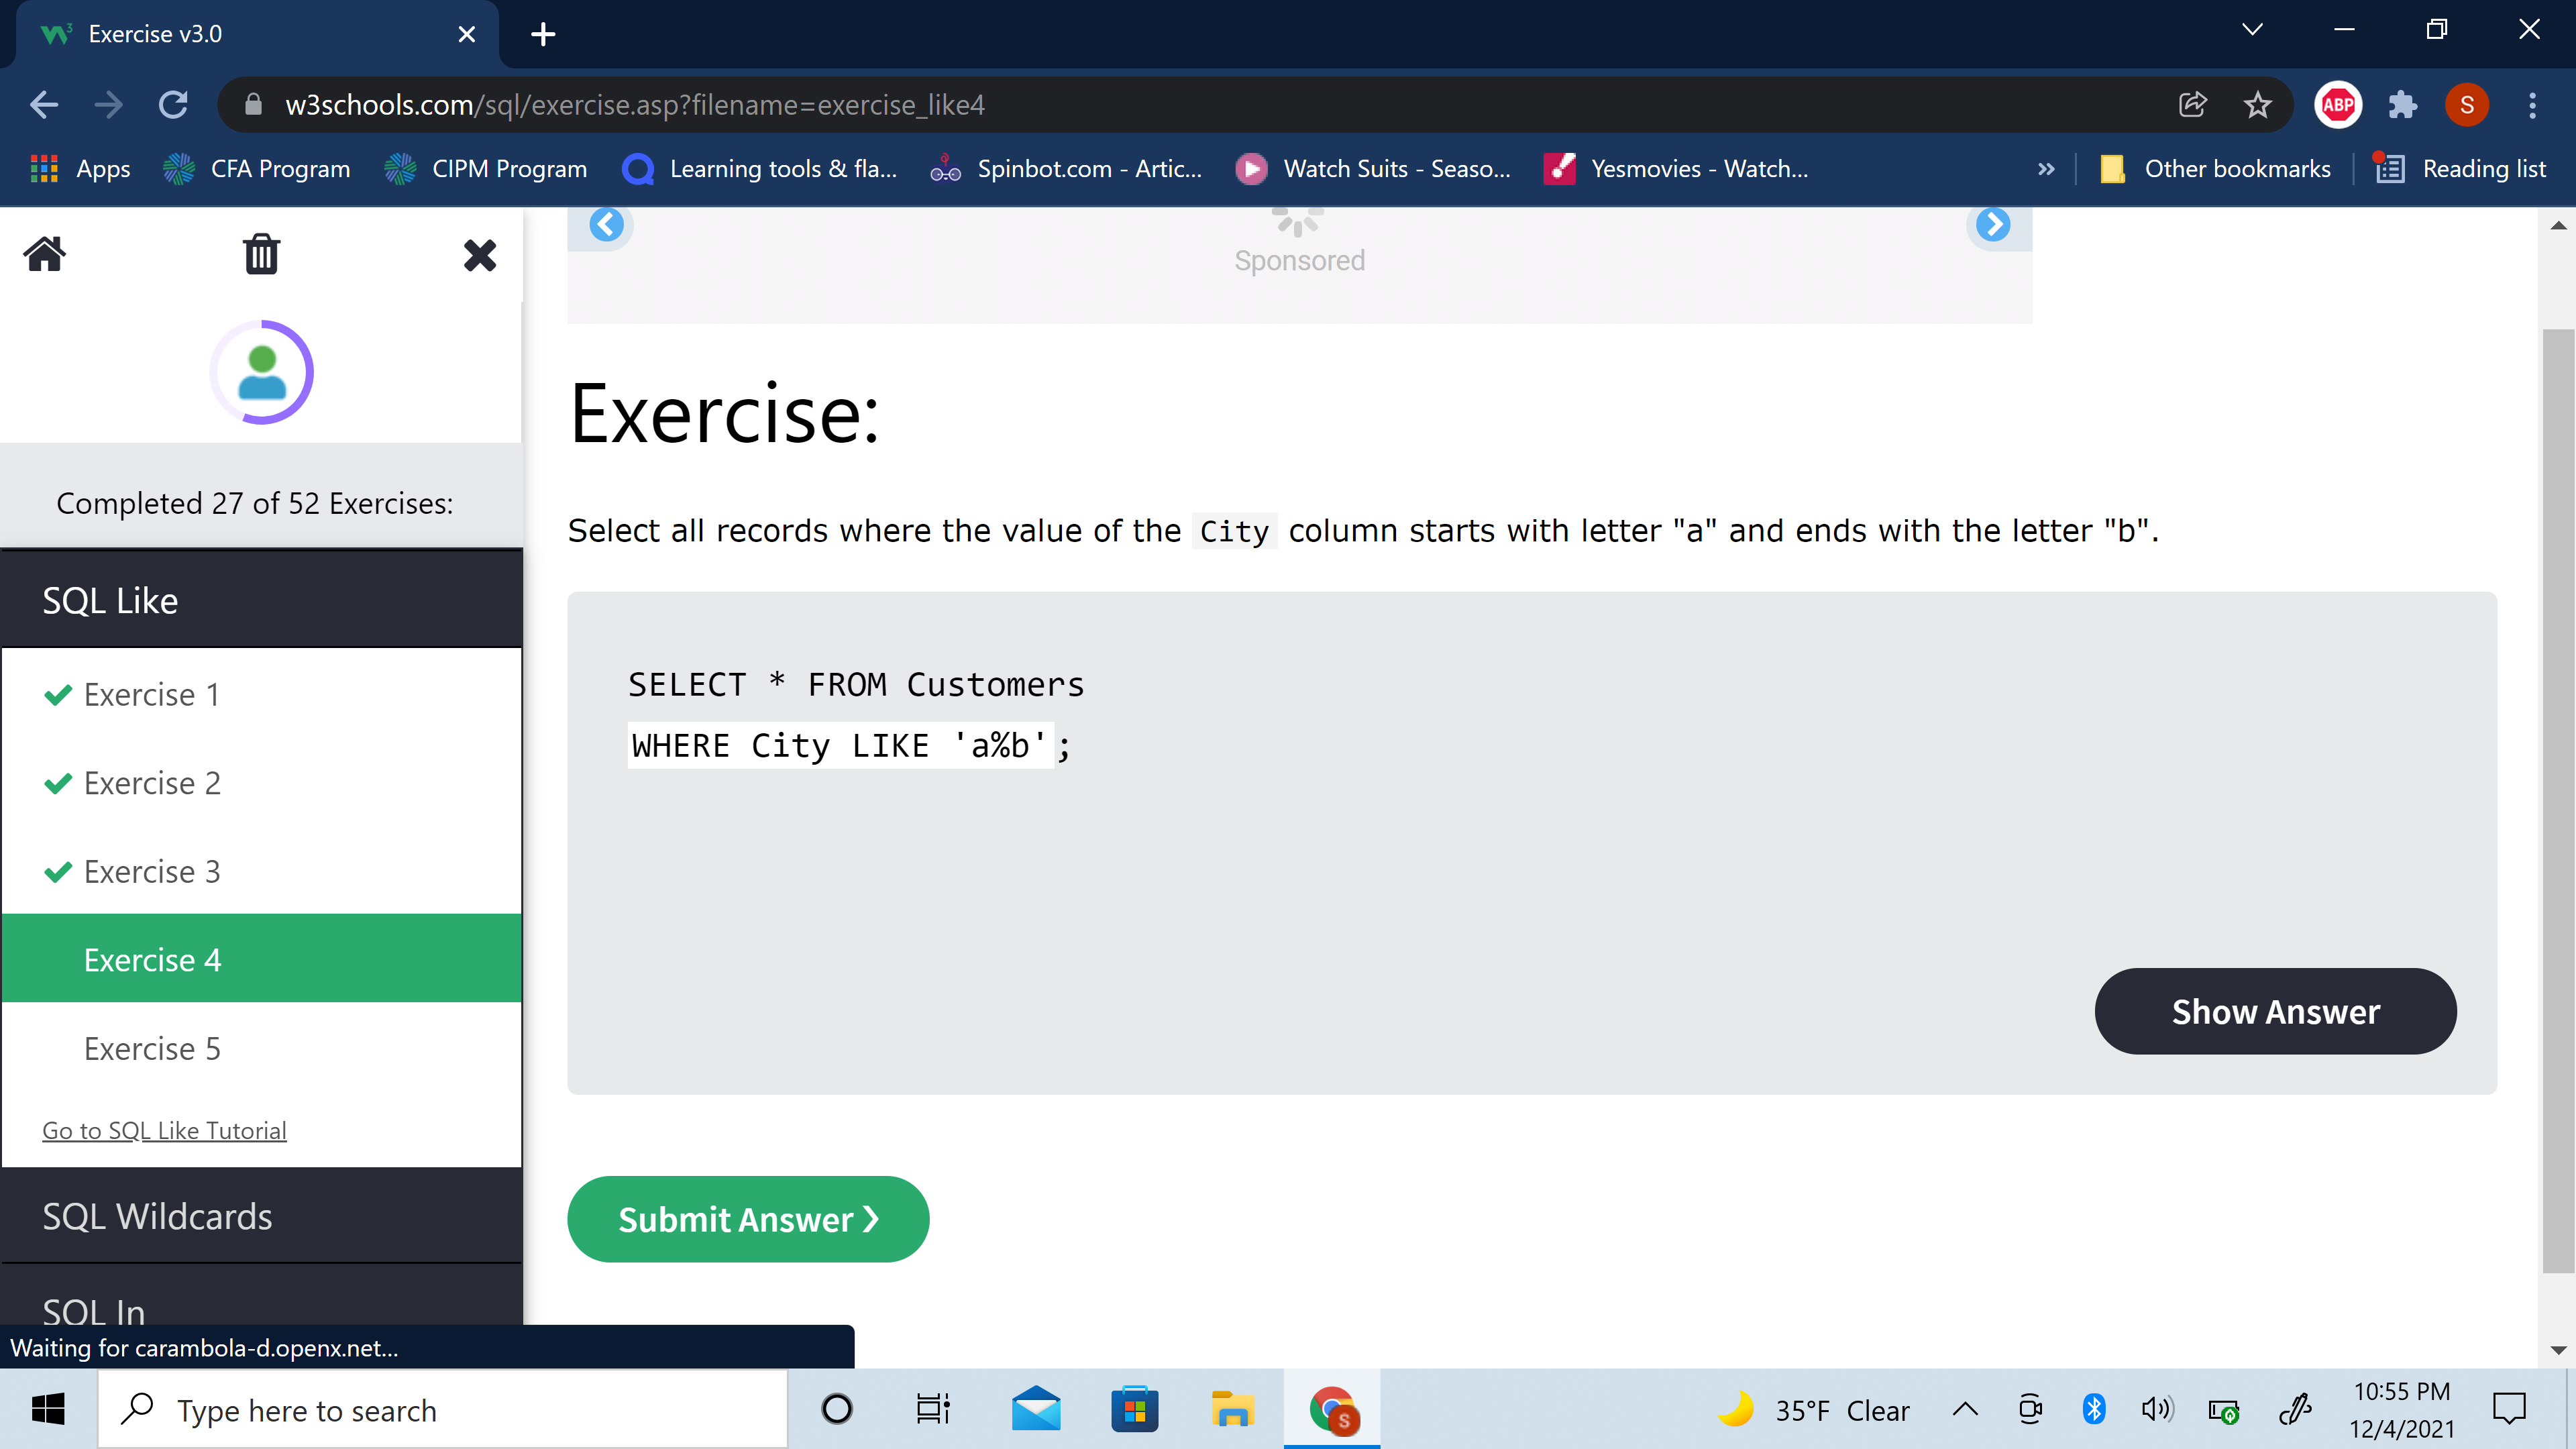 Exercise v3.0
w3schools.com/sql/exercise.asp?filename=exercise_like4
ABP
S
Apps
CFA Program
CIPM Program
Learning tools & fla...
Spinbot.com - Artic...
Watch Suits - Seaso...
Yesmovies - Watch...
»
Other bookmarks
Reading list
Sponsored
Completed 27 of 52 Exercises:
SQL Like
Exercise 1
Exercise 2
Exercise 3
Exercise 4
Exercise 5
Go to SQL Like Tutorial
SQL Wildcards
SQL In
Exercise:
Select all records where the value of the City column starts with letter "a" and ends with the letter "b".
SELECT * FROM Customers
WHERE City LIKE 'a%b';
Show Answer
Submit Answer ❯
Waiting for carambola-d.openx.net...
Type here to search
S
35°F Clear
10:55 PM
12/4/2021